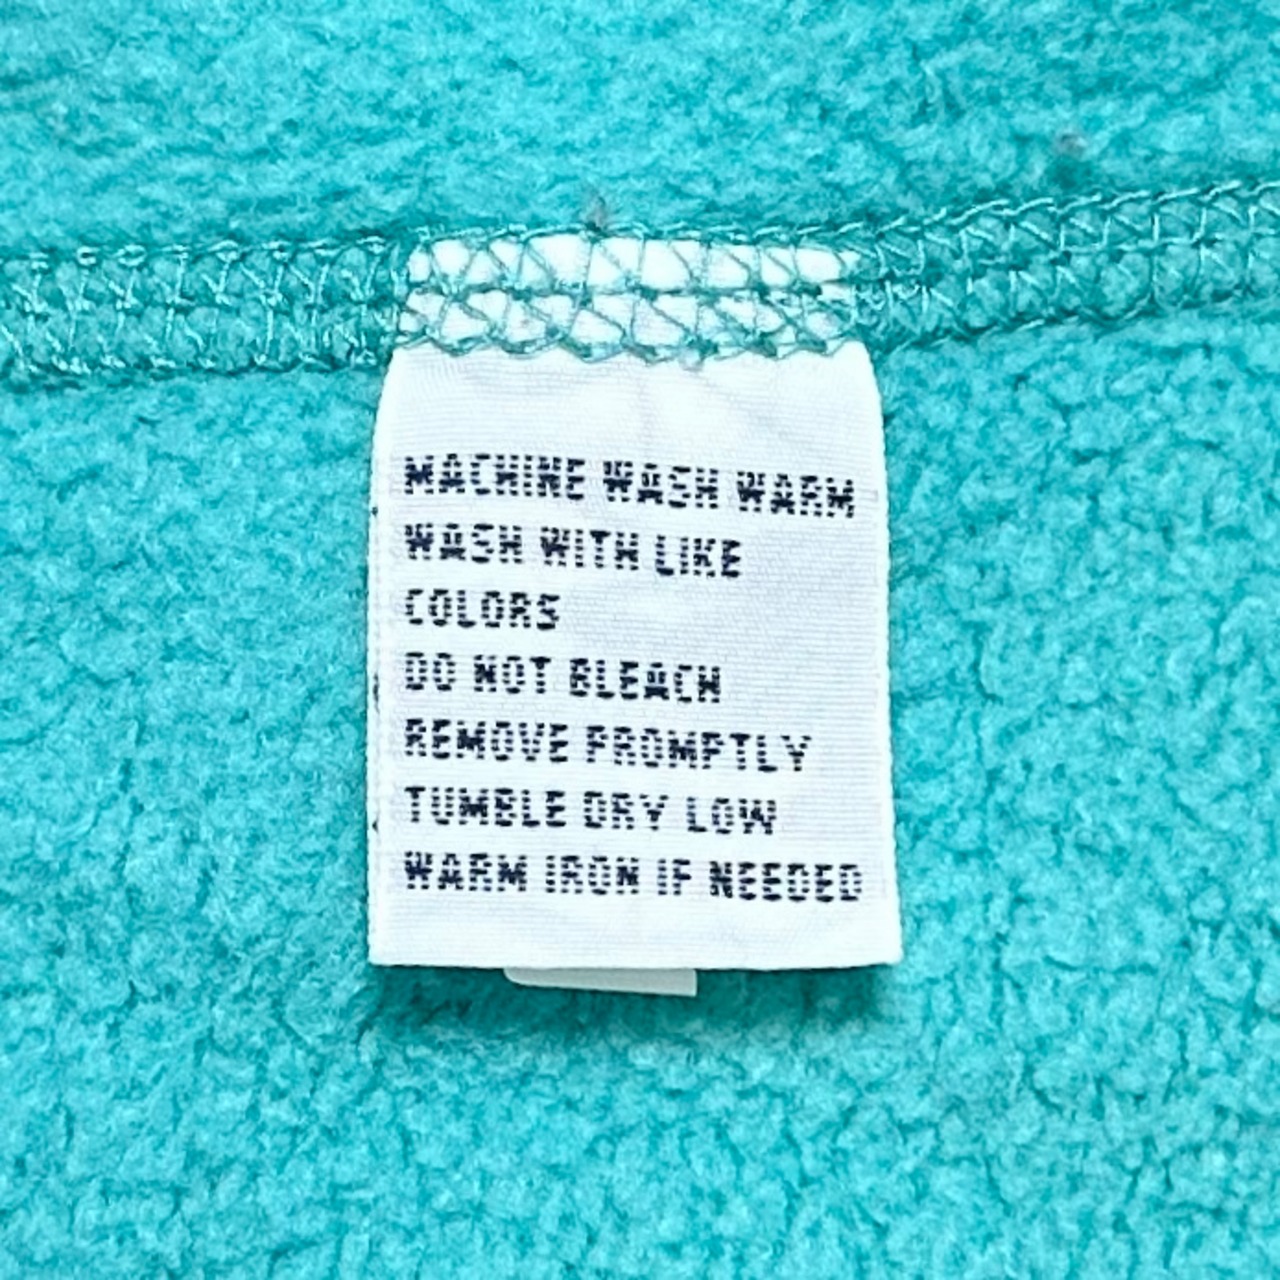 MACHINE WASH WARM
WASH WITH LIKE
COLORS
DO NOT BLEACH
REMOVE PROMPTLY
TUMBLE DRY LOW
WARM IRON IF NEEDED